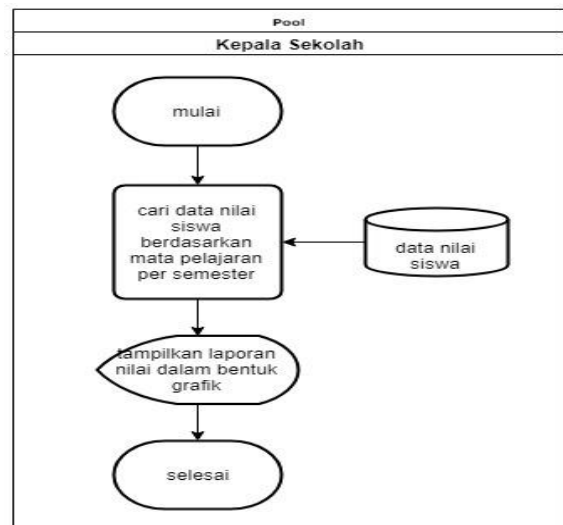 Pool
Kepala Sekolah
mulai
cari data nilai
siswa
berdasarkan
mata pelajaran
per semester
data nilai
siswa
tampilkan laporan
nilai dalam bentuk
grafik
selesai